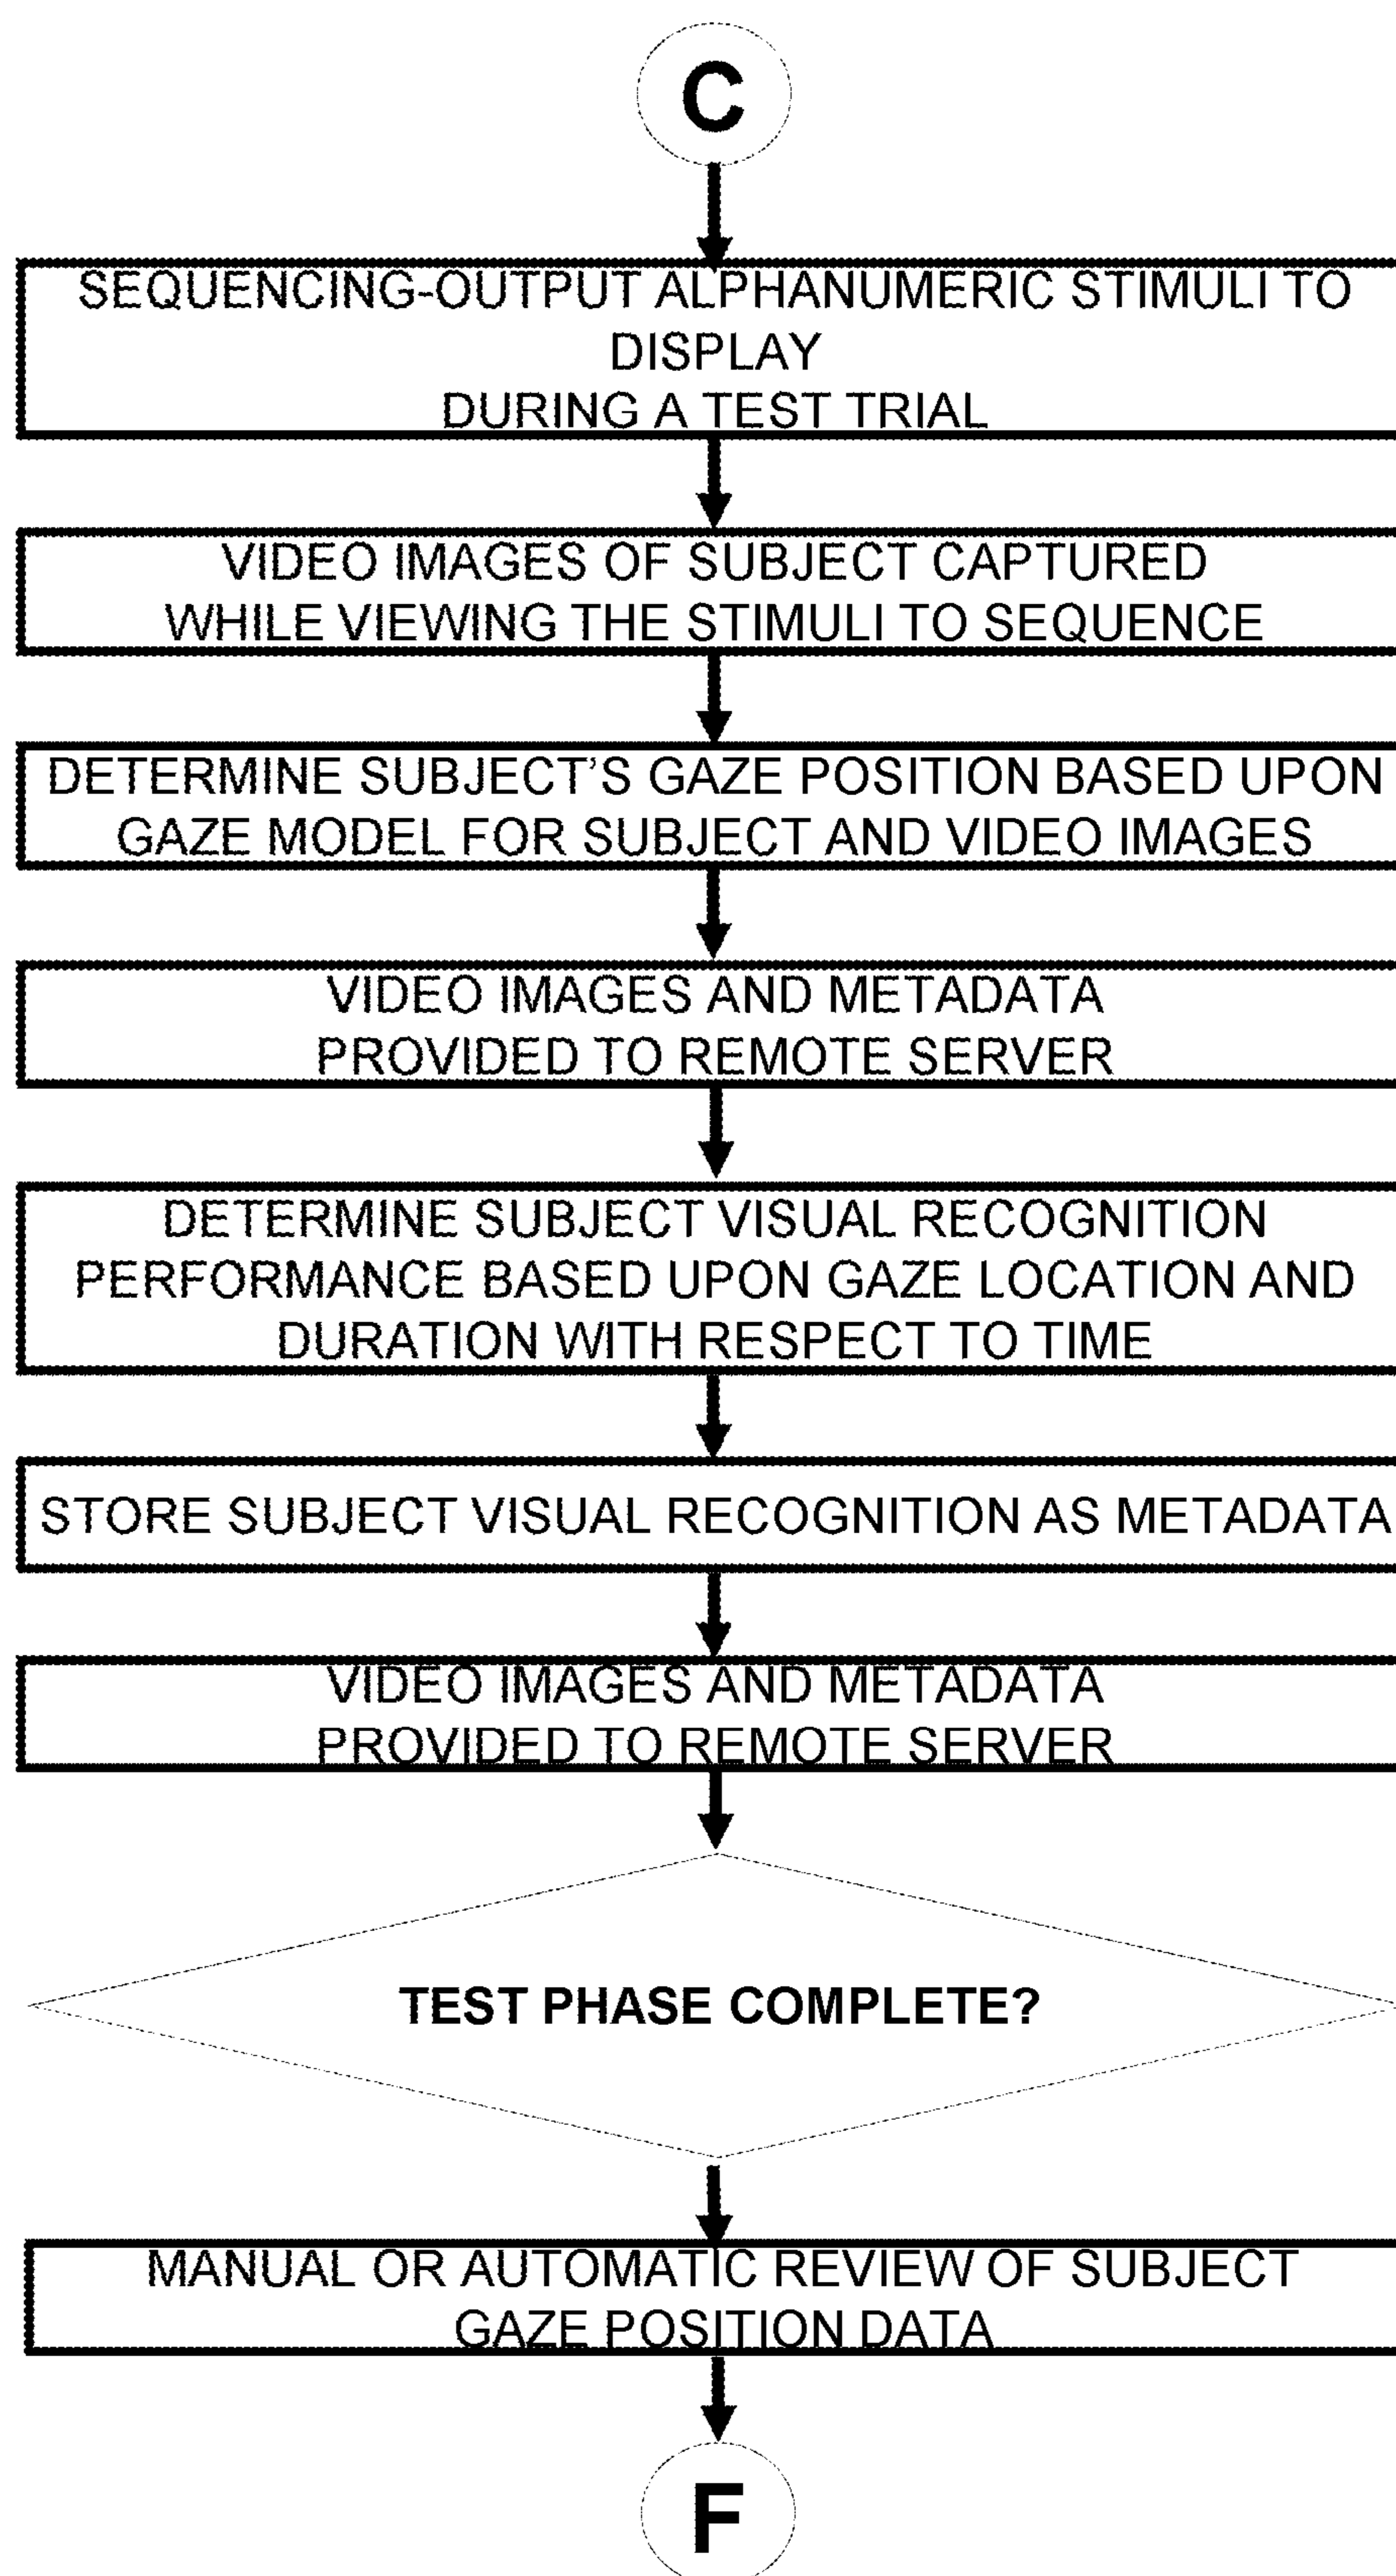 C
SEQUENCING-OUTPUT ALPHANUMERIC STIMULI TO
DISPLAY
DURING A TEST TRIAL
VIDEO IMAGES OF SUBJECT CAPTURED
WHILE VIEWING THE STIMULI TO SEQUENCE
DETERMINE SUBJECT'S GAZE POSITION BASED UPON
GAZE MODEL FOR SUBJECT AND VIDEO IMAGES
VIDEO IMAGES AND METADATA
PROVIDED TO REMOTE SERVER
DETERMINE SUBJECT VISUAL RECOGNITION
PERFORMANCE BASED UPON GAZE LOCATION AND
DURATION WITH RESPECT TO TIME
STORE SUBJECT VISUAL RECOGNITION AS METADATA
VIDEO IMAGES AND METADATA
PROVIDED TO REMOTE SERVER
TEST PHASE COMPLETE?
MANUAL OR AUTOMATIC REVIEW OF SUBJECT
GAZE POSITION DATA
F